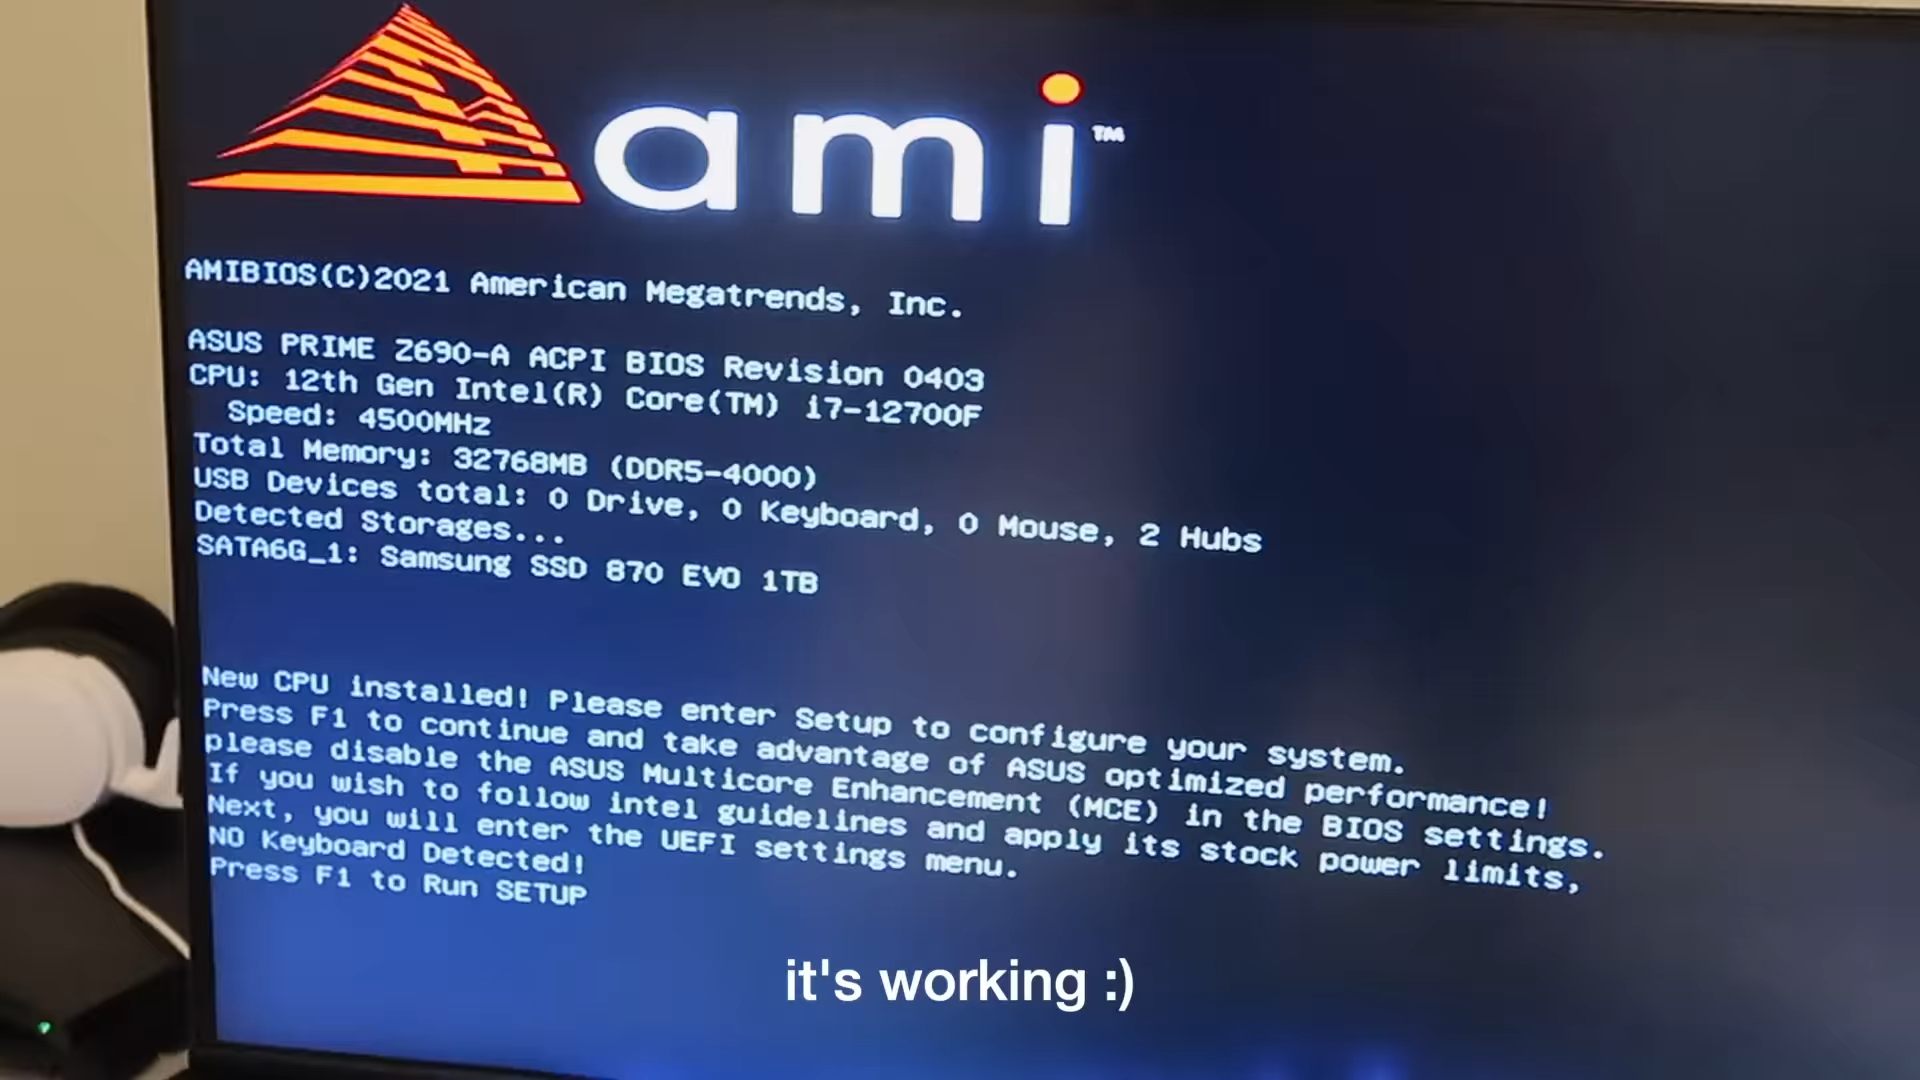 ami™
AMIBIOS(C)2021 American Megatrends, Inc.
ASUS PRIME Z690-A ACPI BIOS Revision 0403
CPU: 12th Gen Intel(R) Core(TM) i7-12700F
Speed: 4500MHz
Total Memory: 32768MB (DDR5-4000)
USB Devices total: 0 Drive, 0 Keyboard, 0 Mouse, 2 Hubs
Detected Storages...
SATA6G_1: Samsung SSD 870 EVO 1TB
New CPU installed! Please enter Setup to configure your system.
Press F1 to continue and take advantage of ASUS optimized performance!
please disable the ASUS Multicore Enhancement (MCE) in the BIOS settings.
If you wish to follow intel guidelines and apply its stock power limits,
Next, you will enter the UEFI settings menu.
NO Keyboard Detected!
Press F1 to Run SETUP
it's working :)